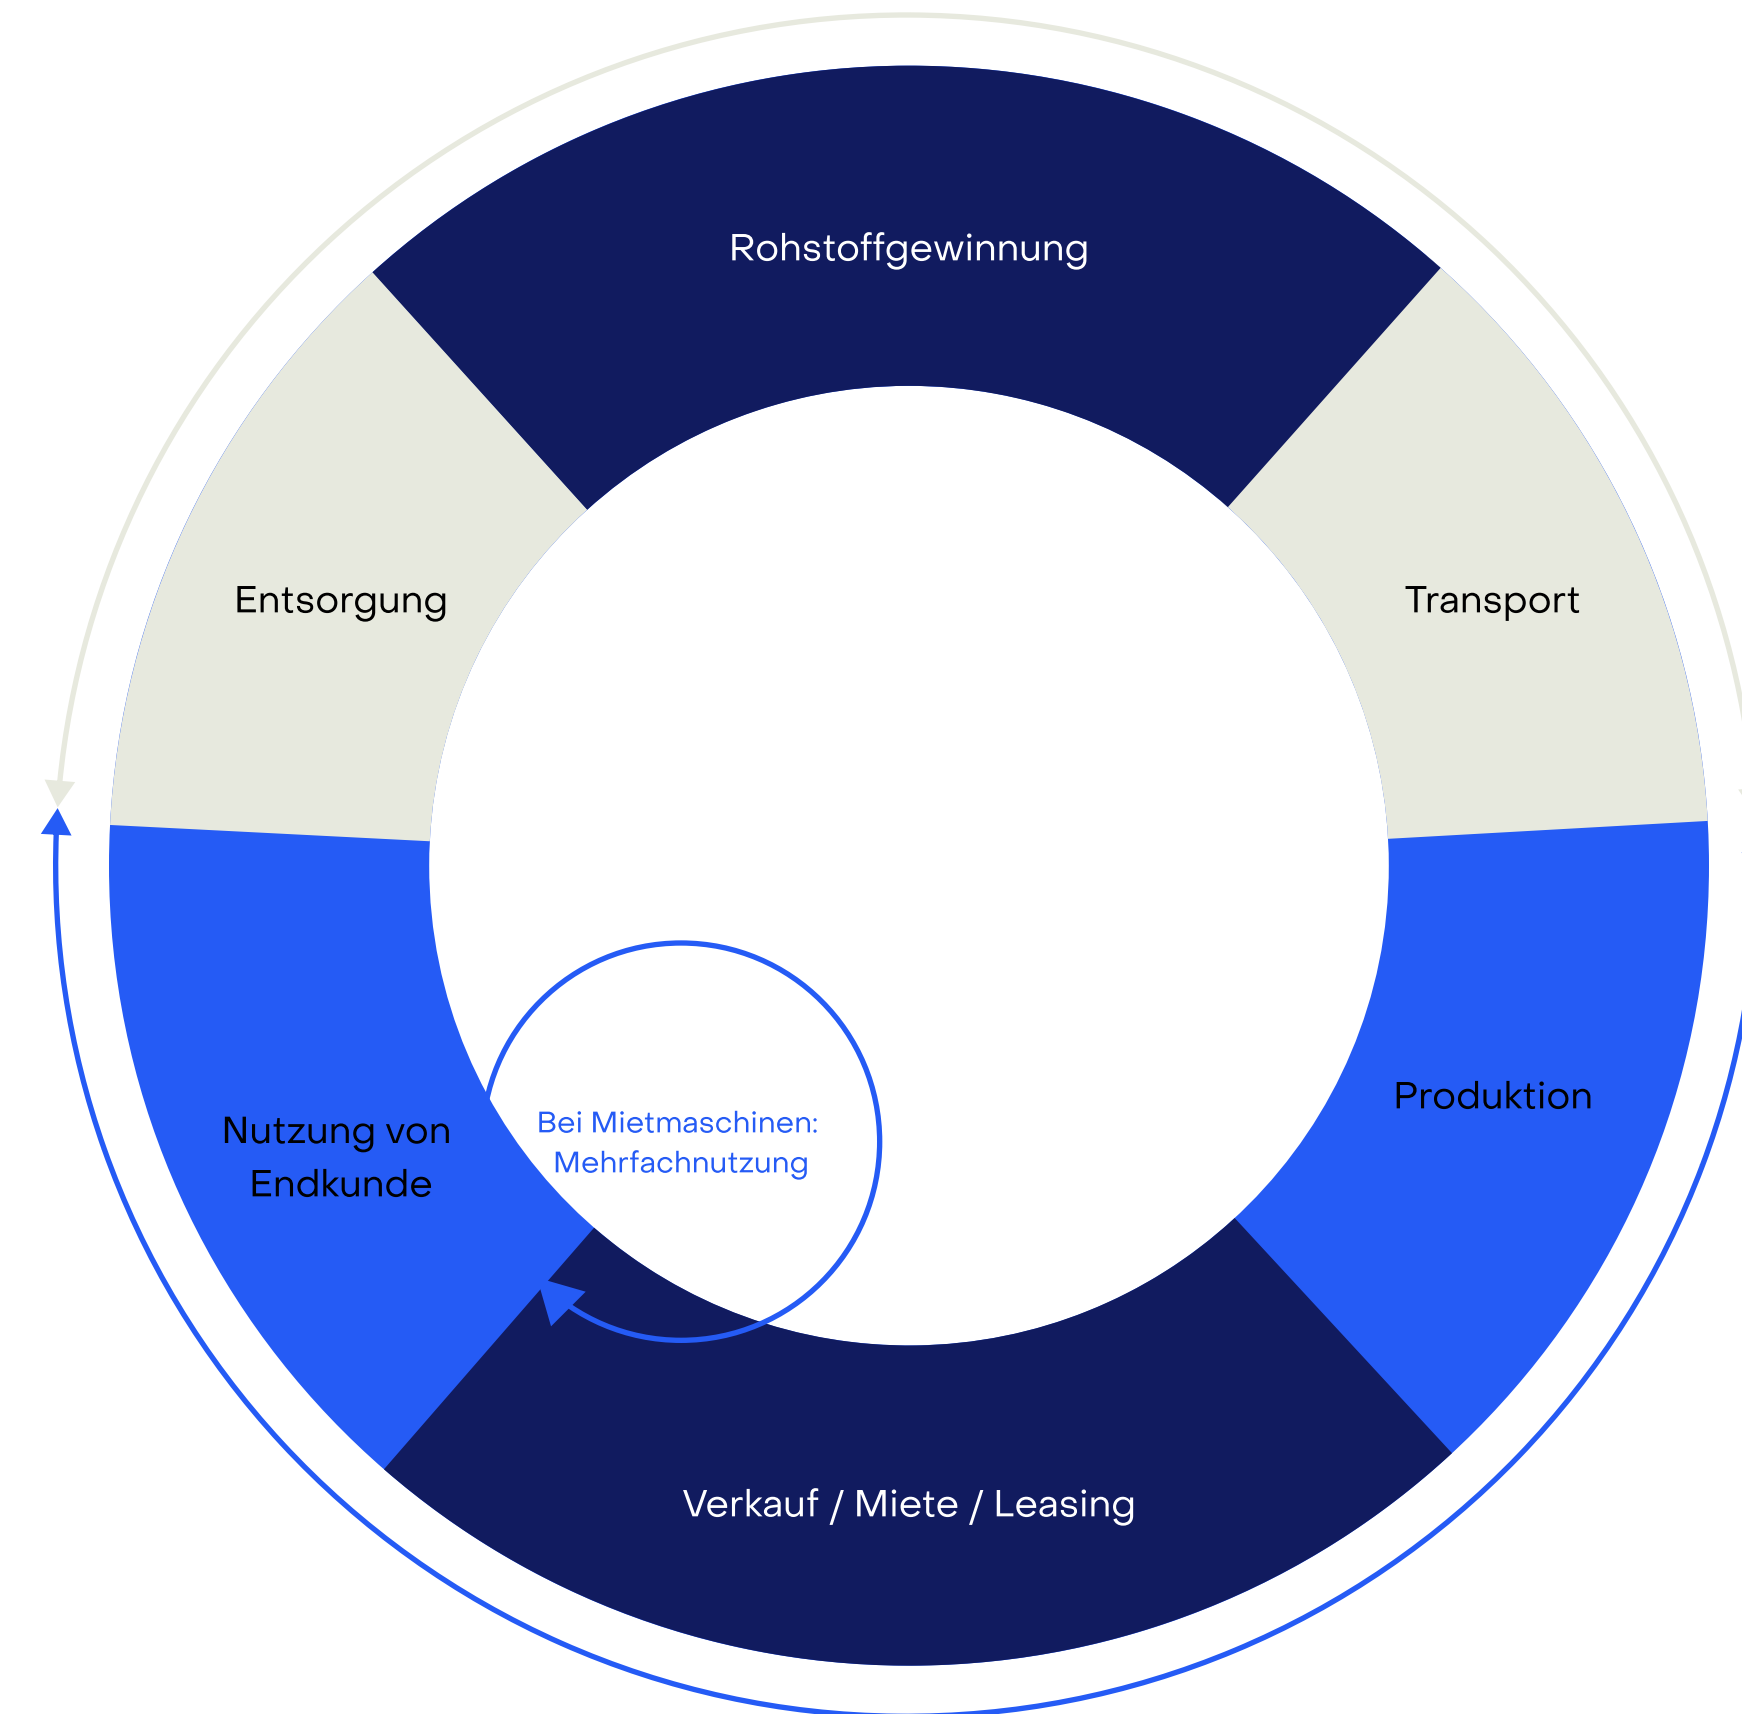 Rohstoffgewinnung
Entsorgung
Transport
Produktion
Bei Mietmaschinen:
Mehrfachnutzung
Nutzung von
Endkunde
Verkauf / Miete / Leasing